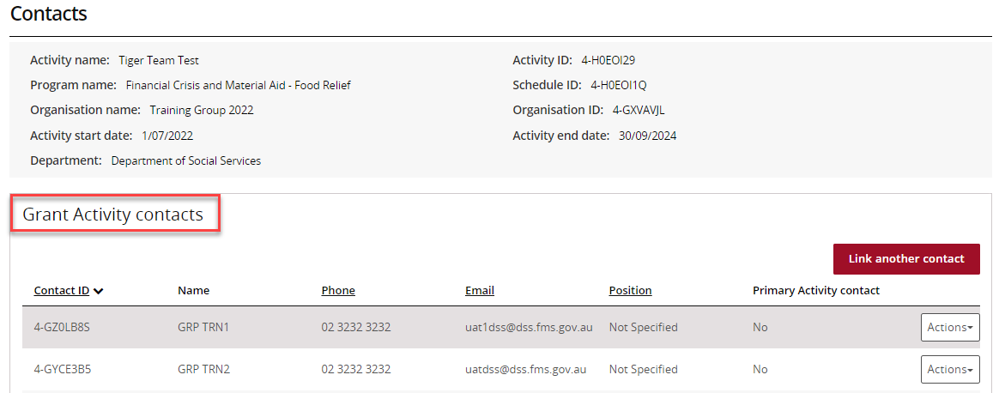 Contacts
Activity name: Tiger Team Test Activity ID: 4-H0EOI29
Program name: Financial Crisis and Material Aid - Food Relief Schedule ID: 4-H0EOI1Q
Organisation name: Training Group 2022 Organisation ID: 4-GXVAVJL
Activity start date: 1/07/2022 Activity end date: 30/09/2024
Department: Department of Social Services
Grant Activity contacts
Link another contact
Contact ID Name Phone Email Position Primary Activity contact
4-GZ0LB8S GRP TRN1 02 3232 3232 uat1dss@dss.fms.gov.au Not Specified No Actions
4-GYCE3B5 GRP TRN2 02 3232 3232 uatdss@dss.fms.gov.au Not Specified No Actions